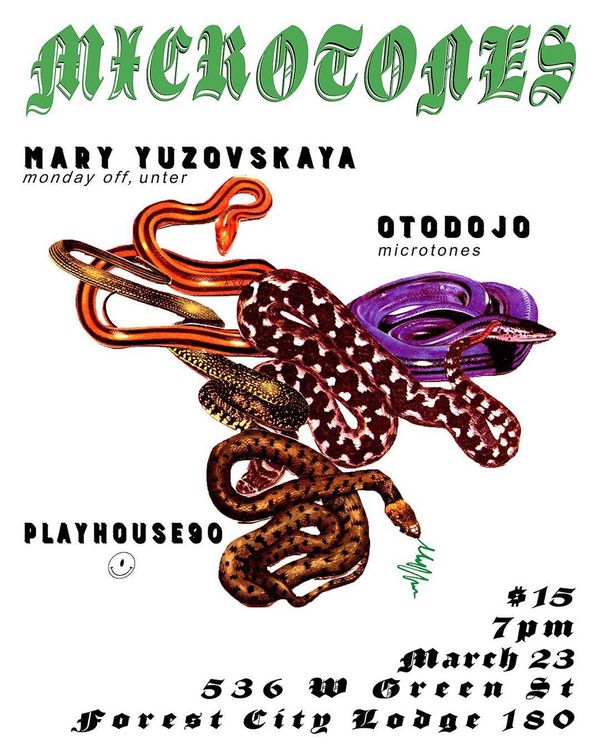 MICROTONES
MARY YUZOVSKAYA
monday off, unter
OTODOJO
microtones
PLAYHOUSE90
$15
7pm
March 23
536 W Green St
Forest City Lodge 180